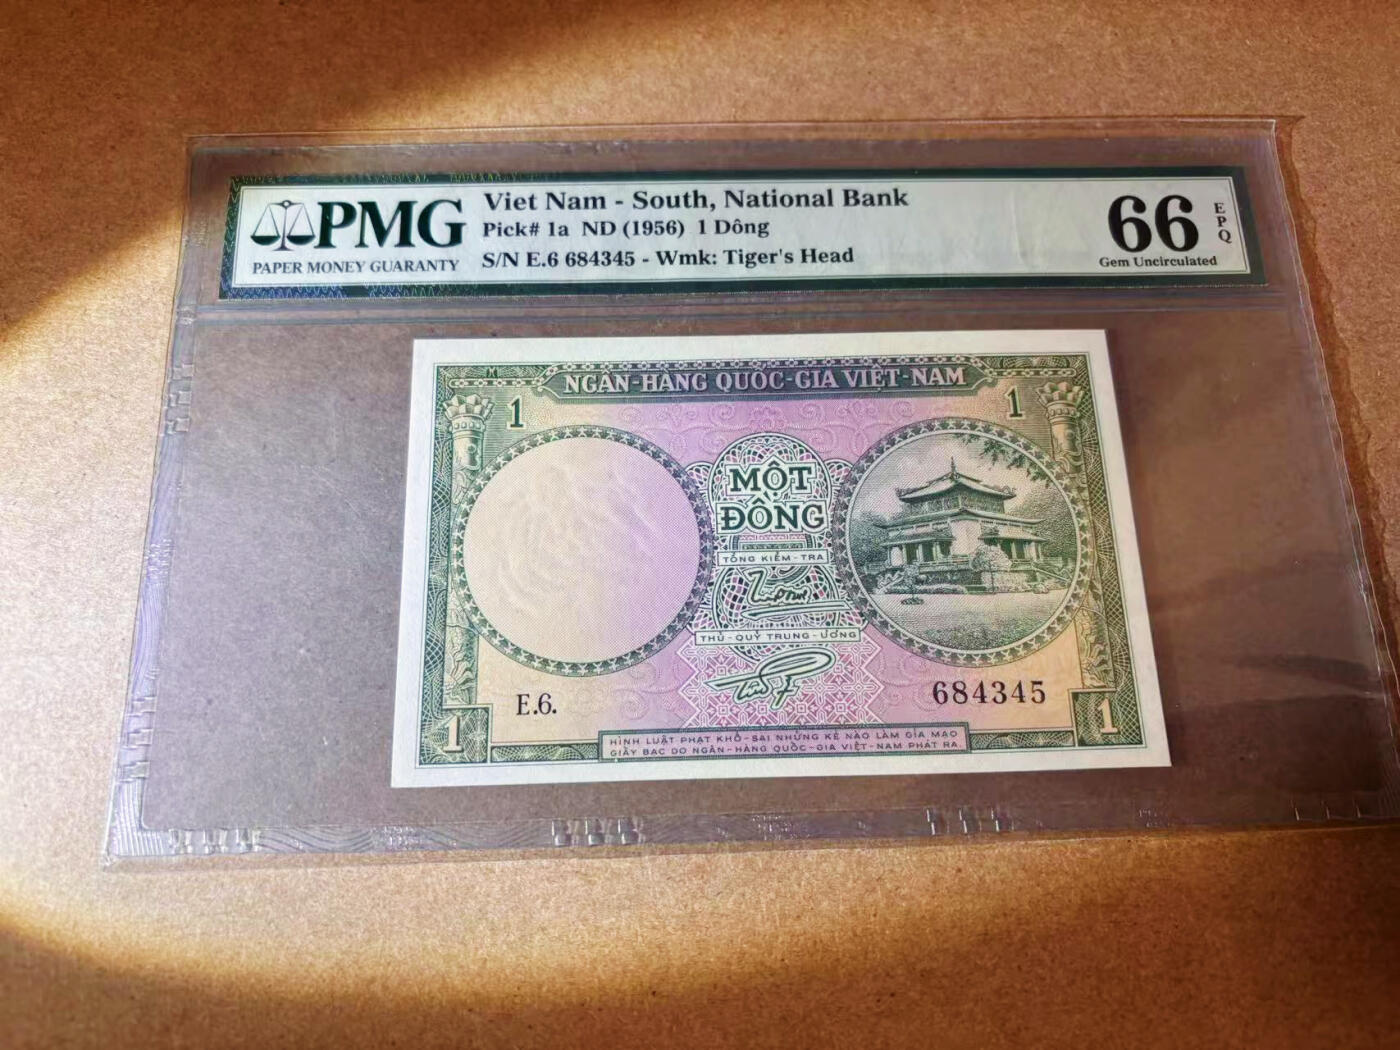 PMG
PAPER MONEY GUARANTY
Viet Nam - South, National Bank
Pick# 1a ND (1956) 1 Dông
S/N E.6 684345 - Wmk: Tiger's Head
66
EPQ
Gem Uncirculated
NGÂN-HÀNG QUỐC-GIA VIỆT-NAM
1
1
MỘT
ĐỒNG
TỔNG KIỂM-TRA
THỦ-QUỸ TRUNG-ƯƠNG
E.6.
684345
1
1
HÌNH LUẬT PHẠT KHỔ-SAI NHỮNG KẺ NÀO LÀM GIẢ MẠO
GIẤY BẠC DO NGÂN-HÀNG QUỐC-GIA VIỆT-NAM PHÁT RA.